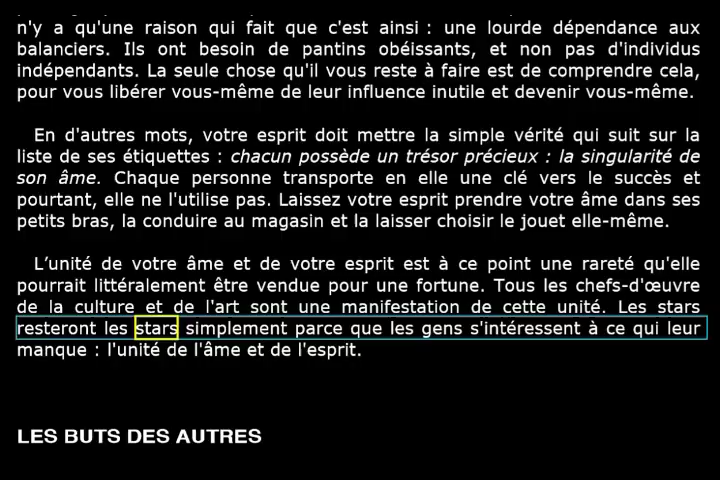 n'y a qu'une raison qui fait que c'est ainsi : une lourde dépendance aux
balanciers. Ils ont besoin de pantins obéissants, et non pas d'individus
indépendants. La seule chose qu'il vous reste à faire est de comprendre cela,
pour vous libérer vous-même de leur influence inutile et devenir vous-même.
En d'autres mots, votre esprit doit mettre la simple vérité qui suit sur la
liste de ses étiquettes : chacun possède un trésor précieux : la singularité de
son âme. Chaque personne transporte en elle une clé vers le succès et
pourtant, elle ne l'utilise pas. Laissez votre esprit prendre votre âme dans ses
petits bras, la conduire au magasin et la laisser choisir le jouet elle-même.
L’unité de votre âme et de votre esprit est à ce point une rareté qu'elle
pourrait littéralement être vendue pour une fortune. Tous les chefs-d'œuvre
de la culture et de l'art sont une manifestation de cette unité. Les stars
resteront les stars simplement parce que les gens s'intéressent à ce qui leur
manque : l'unité de l'âme et de l'esprit.
LES BUTS DES AUTRES